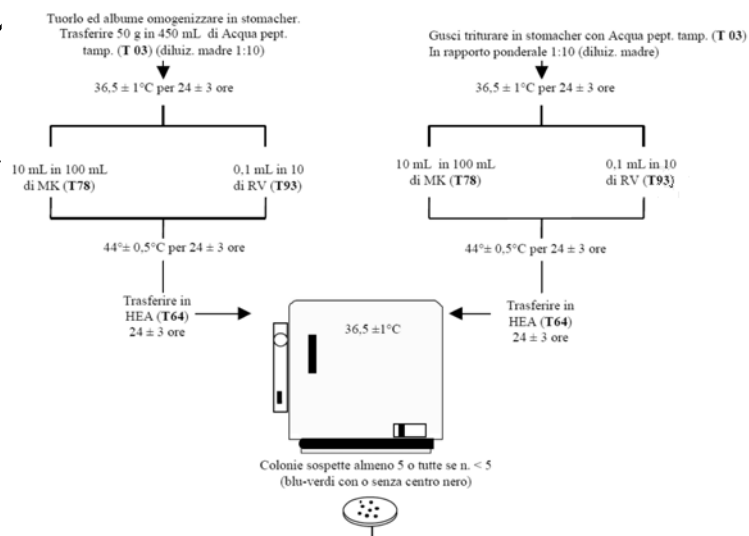 Tuorlo ed albume omogenizzare in stomacher.
Trasferire 50 g in 450 mL di Acqua pept.
tamp. (T 03) (diluiz. madre 1:10)
36,5 ± 1°C per 24 ± 3 ore
10 mL in 100 mL
di MK (T78)
0,1 mL in 10
di RV (T93)
44°± 0,5°C per 24 ± 3 ore
Trasferire in
HEA (T64)
24 ± 3 ore
Gusci triturare in stomacher con Acqua pept. tamp. (T 03)
In rapporto ponderale 1:10 (diluiz. madre)
36,5 ± 1°C per 24 ± 3 ore
10 mL in 100 mL
di MK (T78)
0,1 mL in 10
di RV (T93)
44°± 0,5°C per 24 ± 3 ore
Trasferire in
HEA (T64)
24 ± 3 ore
36,5 ±1°C
Colonie sospette almeno 5 o tutte se n. < 5
(blu-verdi con o senza centro nero)